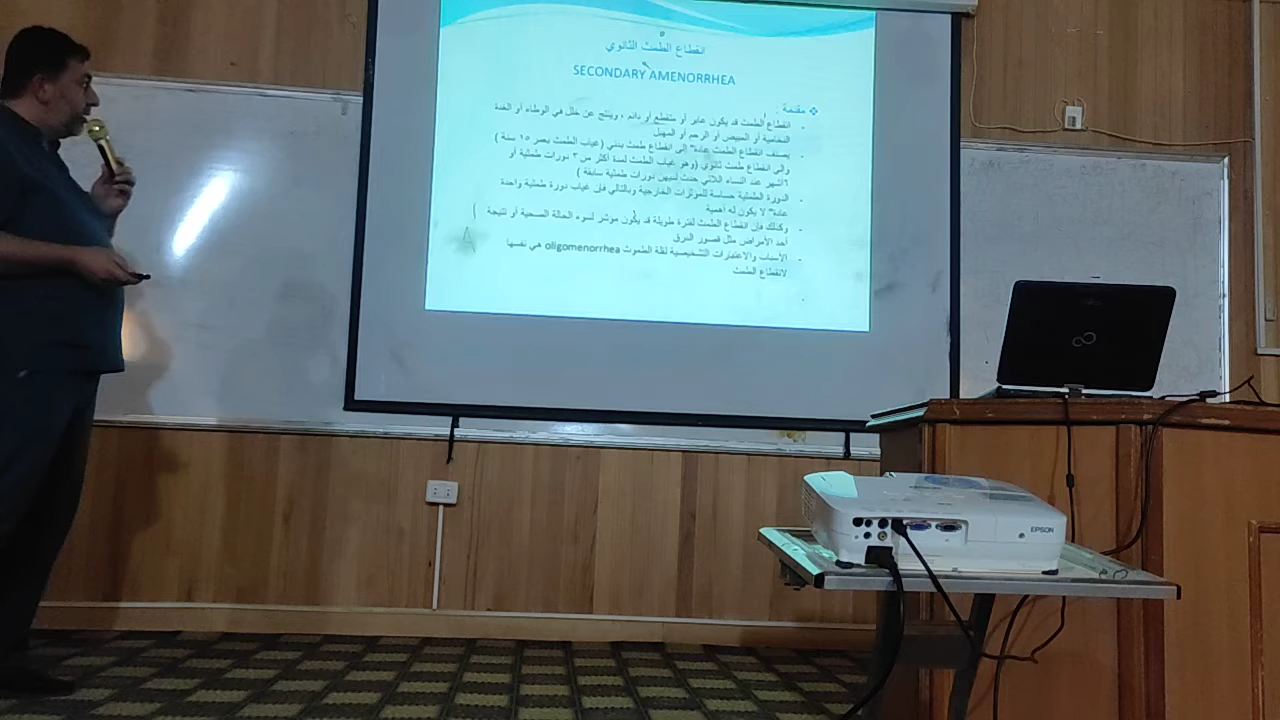 انقطاع الطمث الثانوي
SECONDARY AMENORRHEA
❖ مقدمة :
- انقطاع الطمث قد يكون عابر أو متقطع أو دائم ، وينتج عن خلل في الوطاء أو الغدة
النخامية أو المبيض أو الرحم أو المهبل
- يصنف انقطاع الطمث عادة" إلى انقطاع طمث بدئي (غياب الطمث بعمر ١٥ سنة )
وإلى انقطاع طمث ثانوي (وهو غياب الطمث لمدة أكثر من ٣ دورات طمثية أو
٦ أشهر عند النساء اللاتي حدث لديهن دورات طمثية سابقة )
- الدورة الطمثية حساسة للمؤثرات الخارجية وبالتالي فإن غياب دورة طمثية واحدة
عادة" لا يكون له أهمية
- وكذلك فإن انقطاع الطمث لفترة طويلة قد يكون مؤشر لسوء الحالة الصحية أو نتيجة
أحد الأمراض مثل قصور الدرق
- الأسباب والاعتبارات التشخيصية لقلة الطموث oligomenorrhea هي نفسها
لانقطاع الطمث
A
EPSON